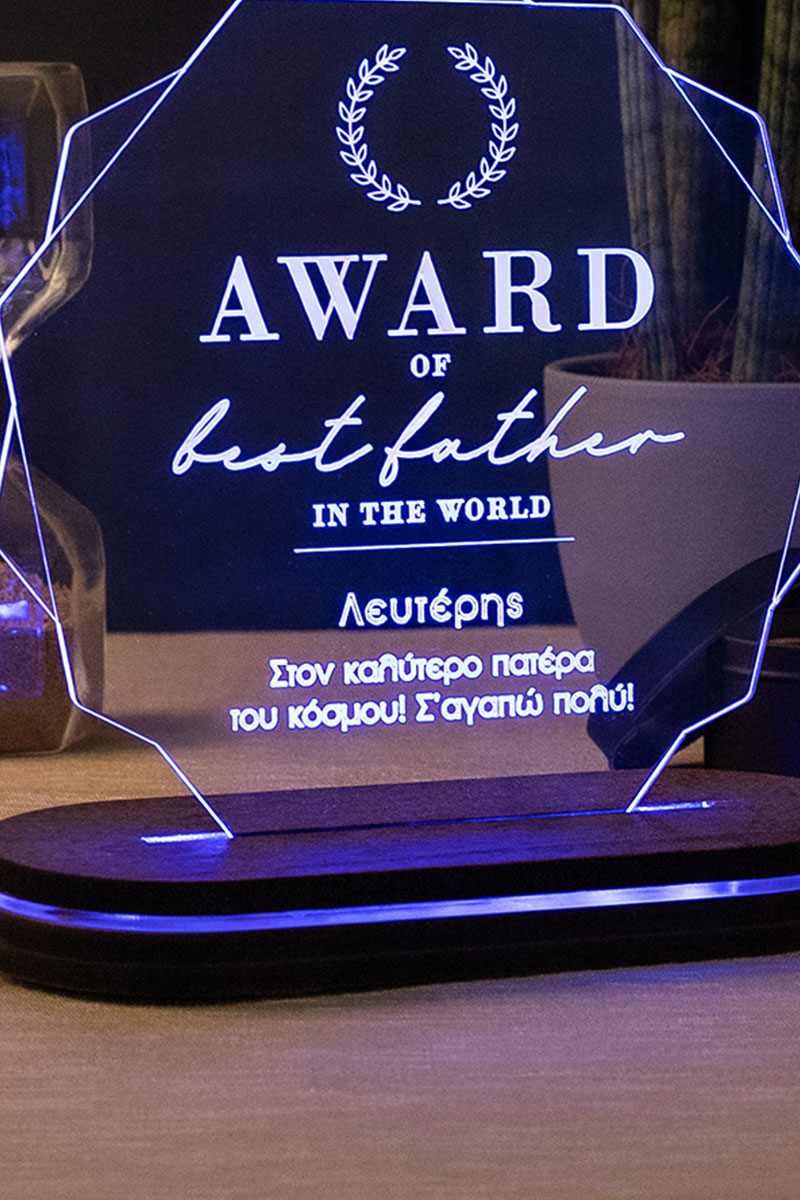 AWARD
OF
best father
IN THE WORLD
Λευτέρης
Στον καλύτερο πατέρα
του κόσμου! Σ'αγαπώ πολύ!